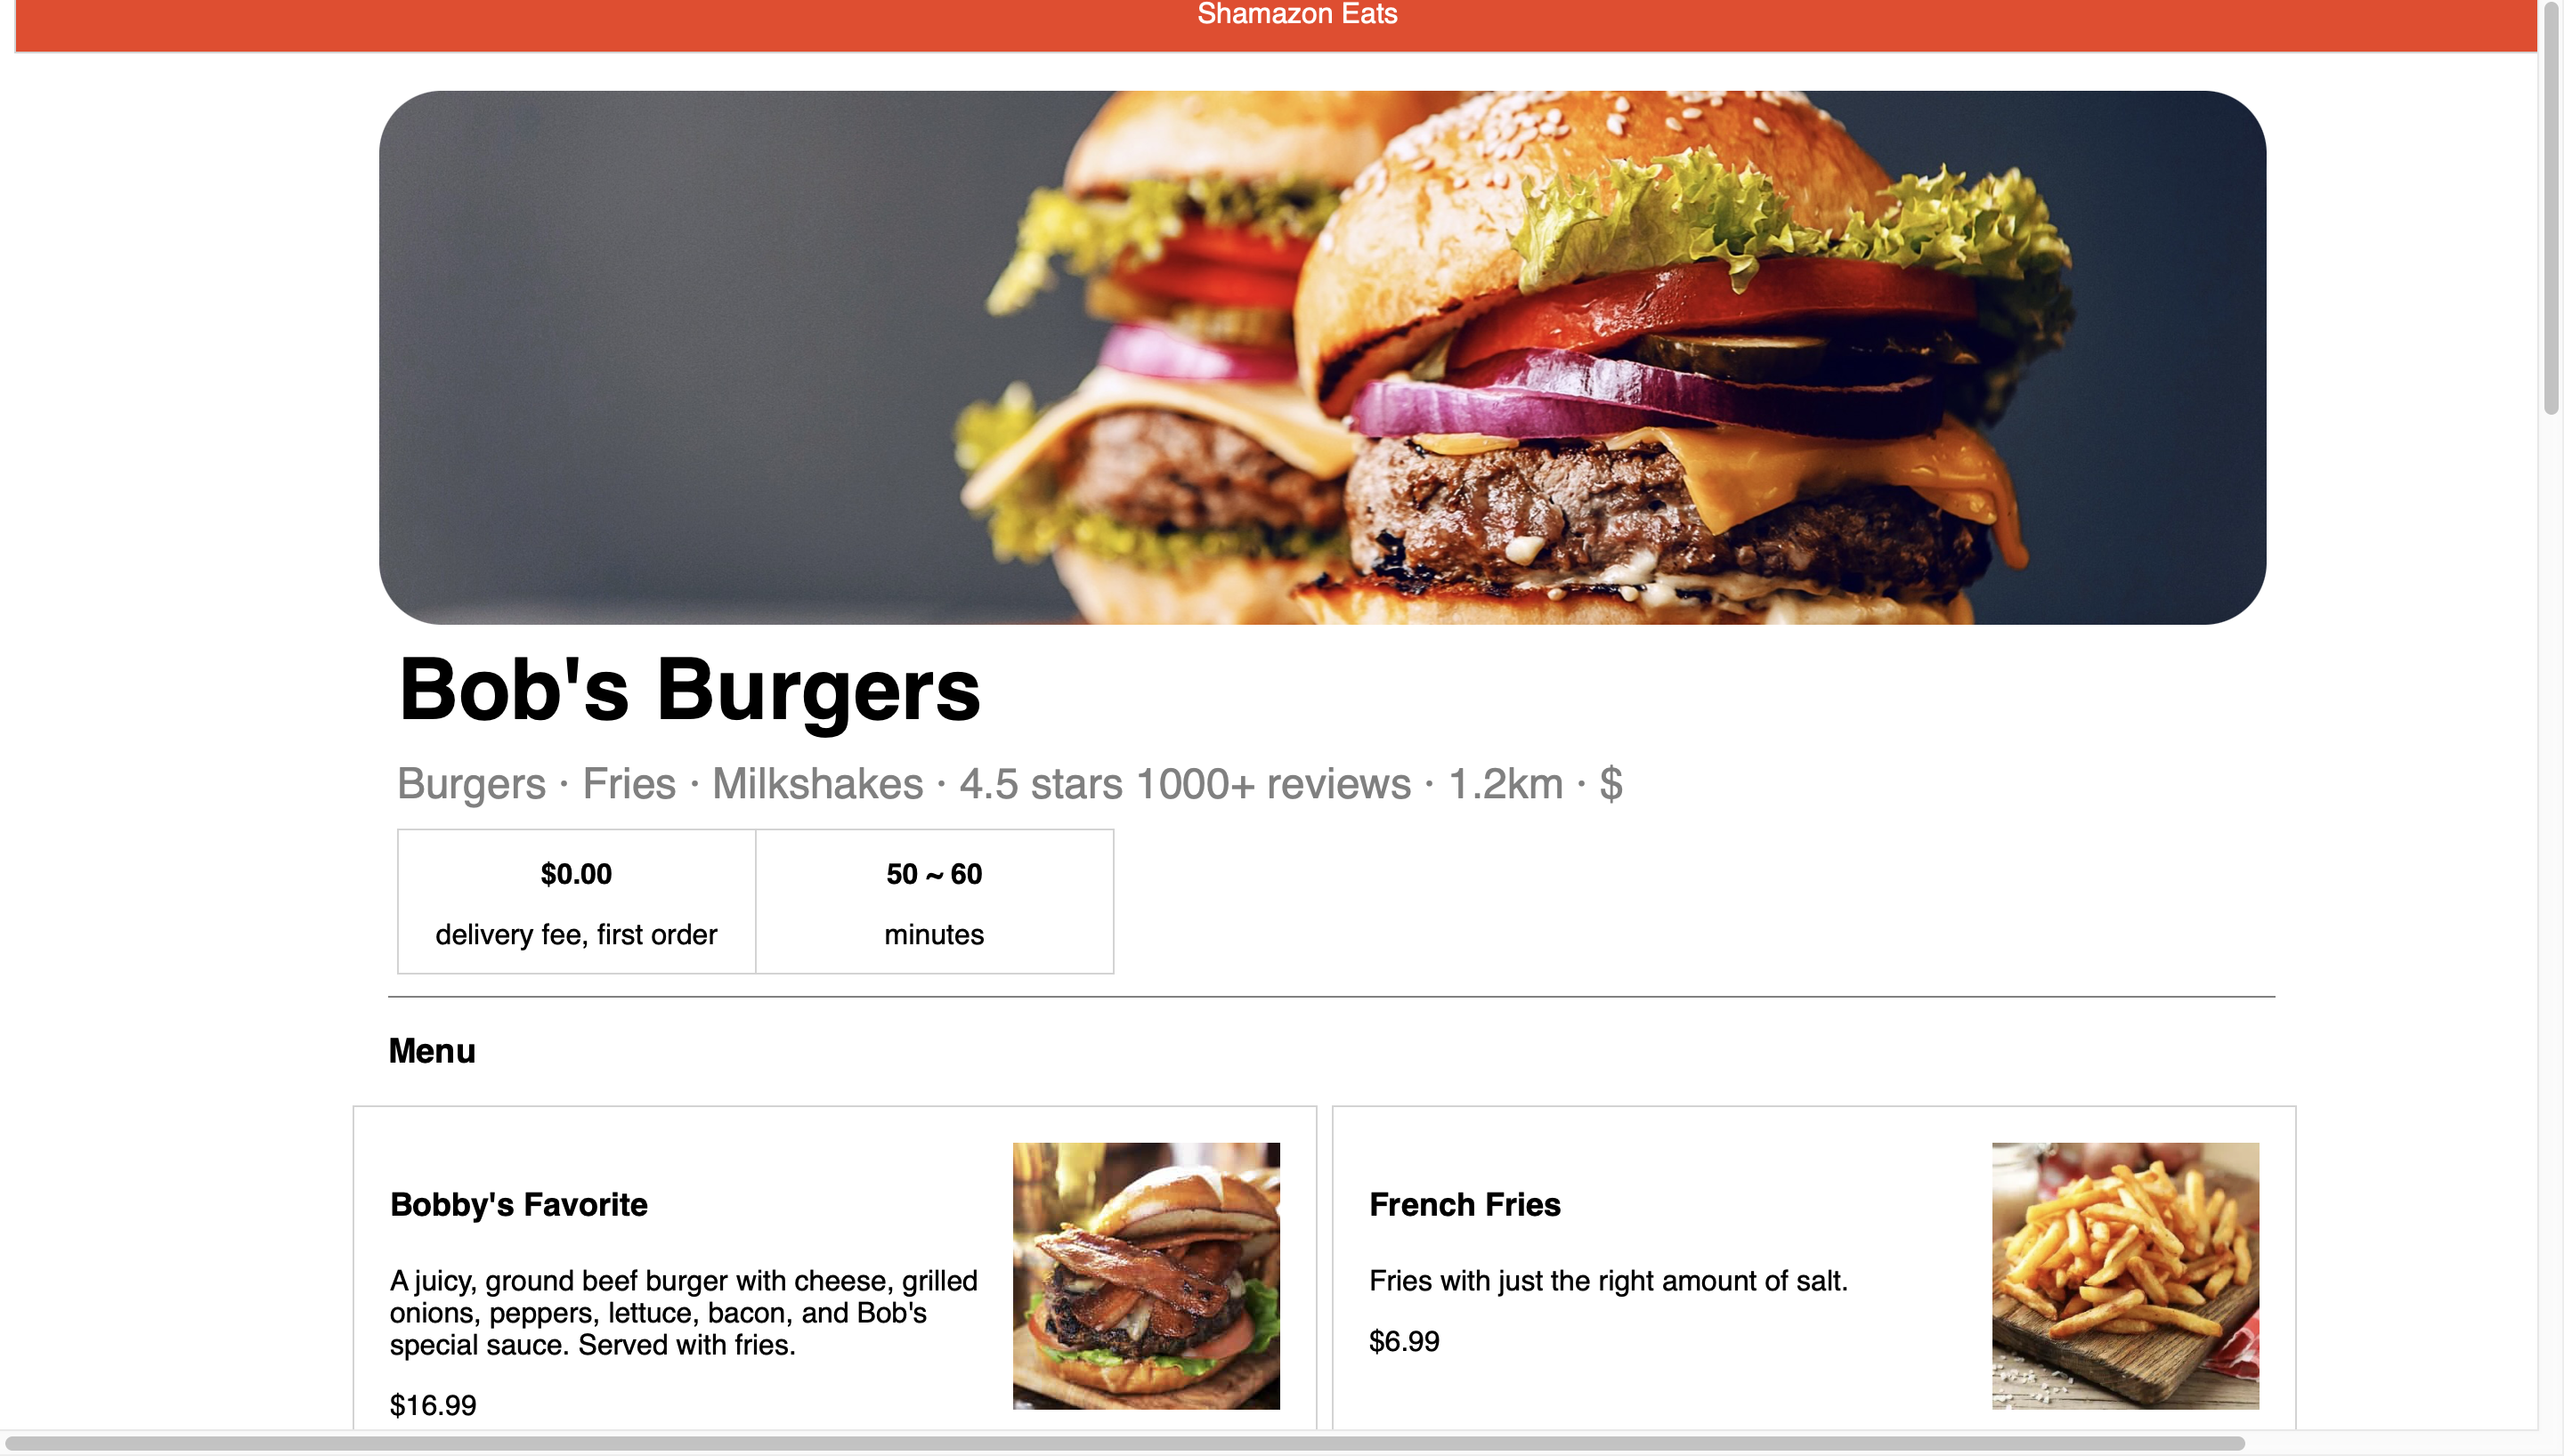 Shamazon Eats
Bob's Burgers
Burgers · Fries · Milkshakes · 4.5 stars 1000+ reviews · 1.2km · $
$0.00
delivery fee, first order
50 ~ 60
minutes
Menu
Bobby's Favorite
A juicy, ground beef burger with cheese, grilled
onions, peppers, lettuce, bacon, and Bob's
special sauce. Served with fries.
$16.99
French Fries
Fries with just the right amount of salt.
$6.99